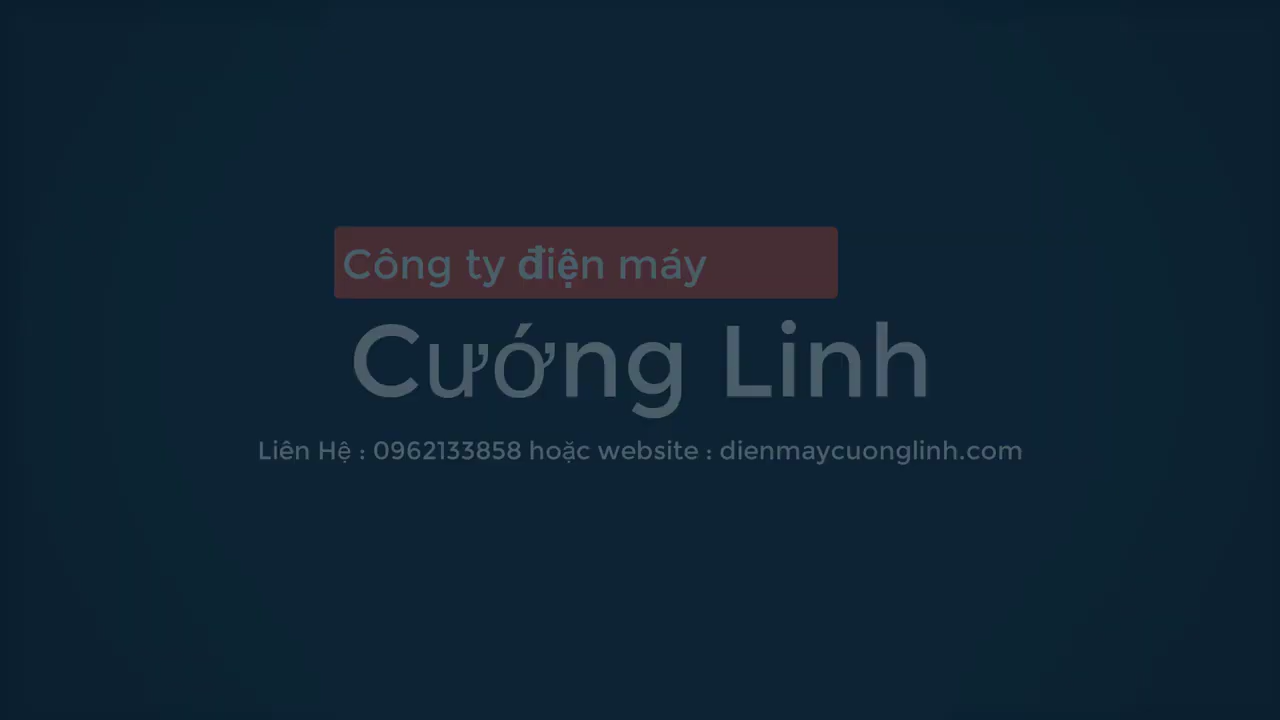 Công ty điện máy
Cướng Linh
Liên Hệ : 0962133858 hoặc website : dienmaycuonglinh.com